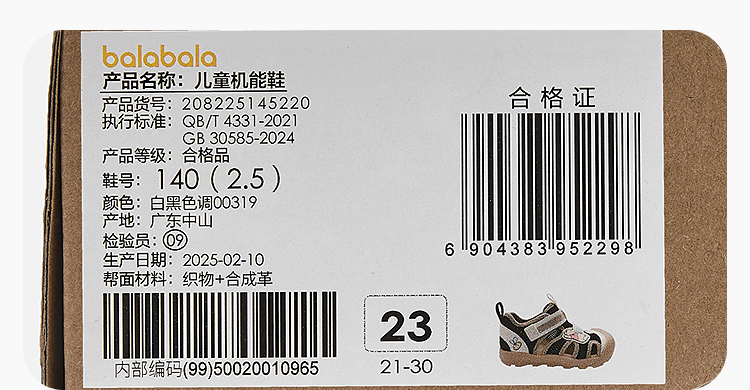 balabala
产品名称：儿童机能鞋
产品货号：208225145220
执行标准：QB/T 4331-2021
GB 30585-2024
产品等级：合格品
鞋号：140（2.5）
颜色：白黑色调00319
产地：广东中山
检验员：09
生产日期：2025-02-10
帮面材料：织物+合成革
内部编码(99)50020010965
23
21-30
合格证
6 904383 952298